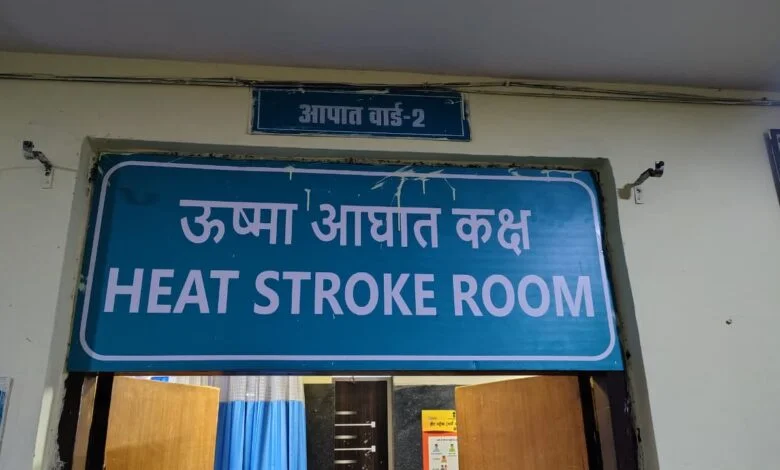 आपात वार्ड-2
ऊष्मा आघात कक्ष
HEAT STROKE ROOM